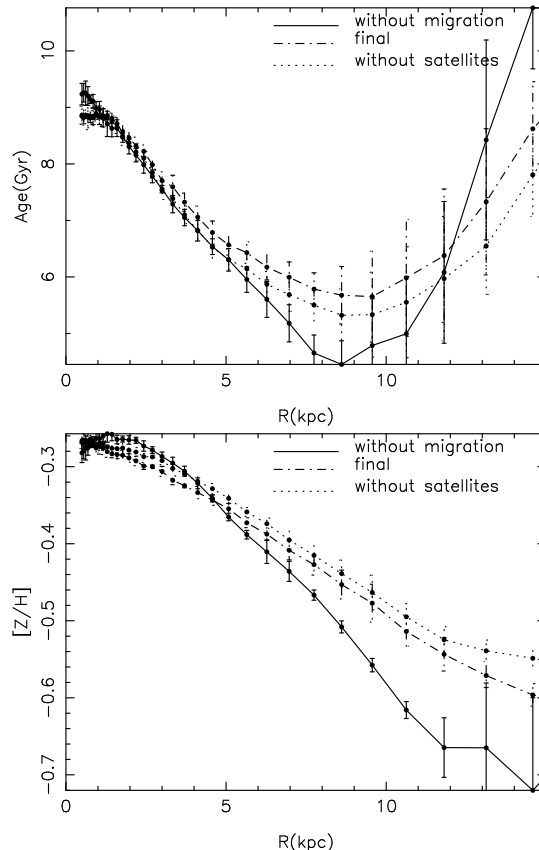 10
8
6
Age(Gyr)
without migration
final
without satellites
0
5
10
R(kpc)
−0.3
−0.4
−0.5
−0.6
−0.7
[Z/H]
without migration
final
without satellites
0
5
10
R(kpc)